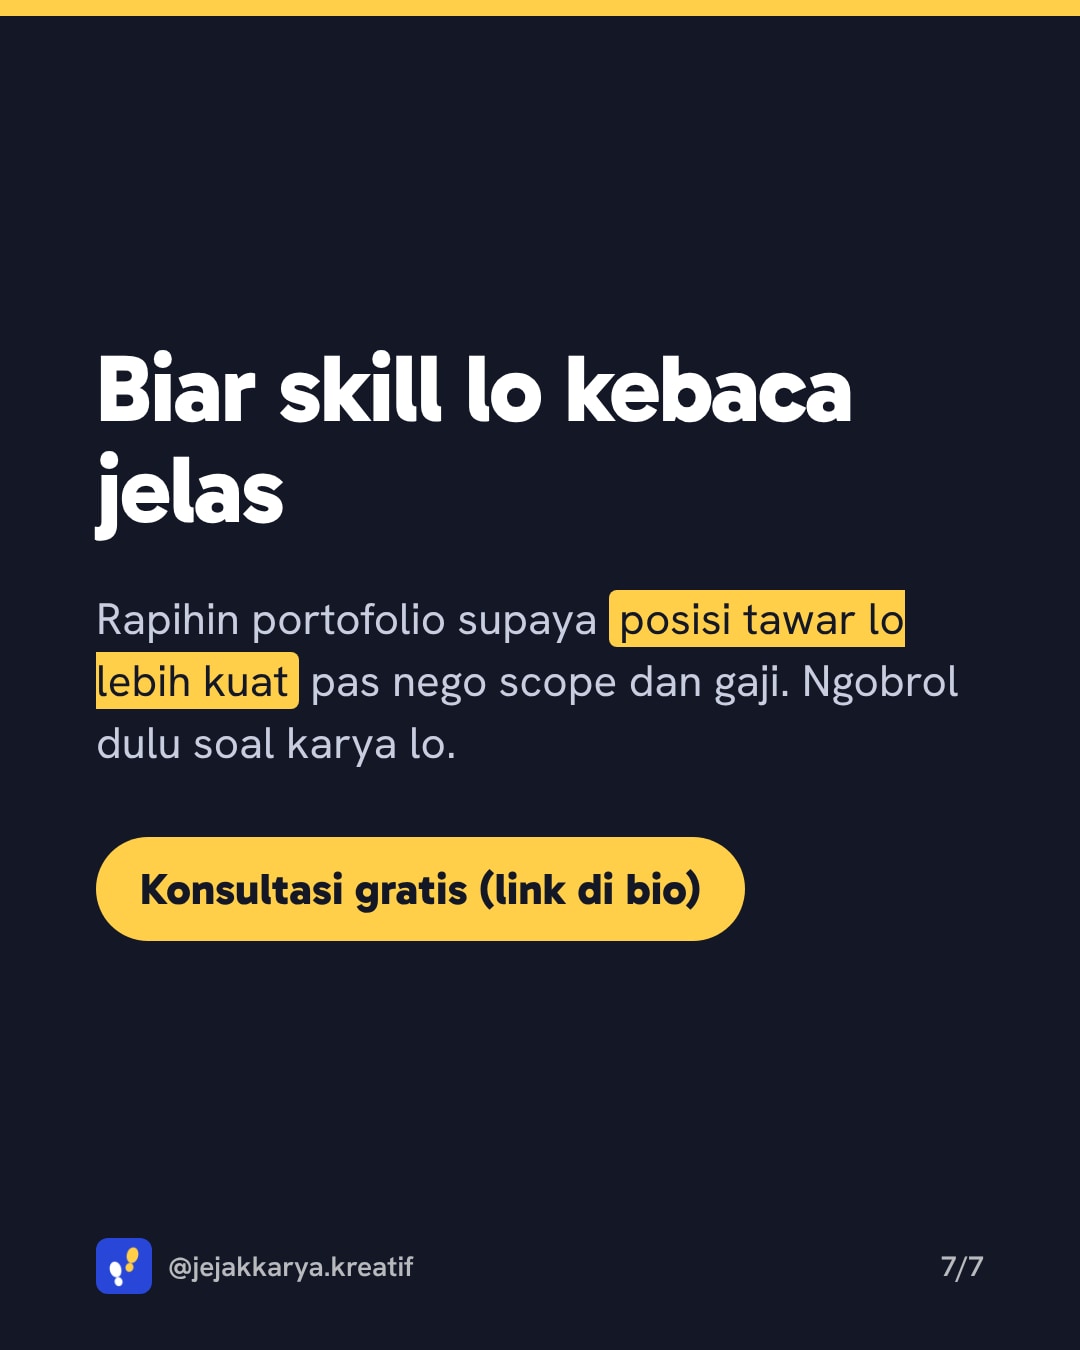 Biar skill lo kebaca
jelas
Rapihin portofolio supaya posisi tawar lo
lebih kuat pas nego scope dan gaji. Ngobrol
dulu soal karya lo.
Konsultasi gratis (link di bio)
@jejakkarya.kreatif
7/7